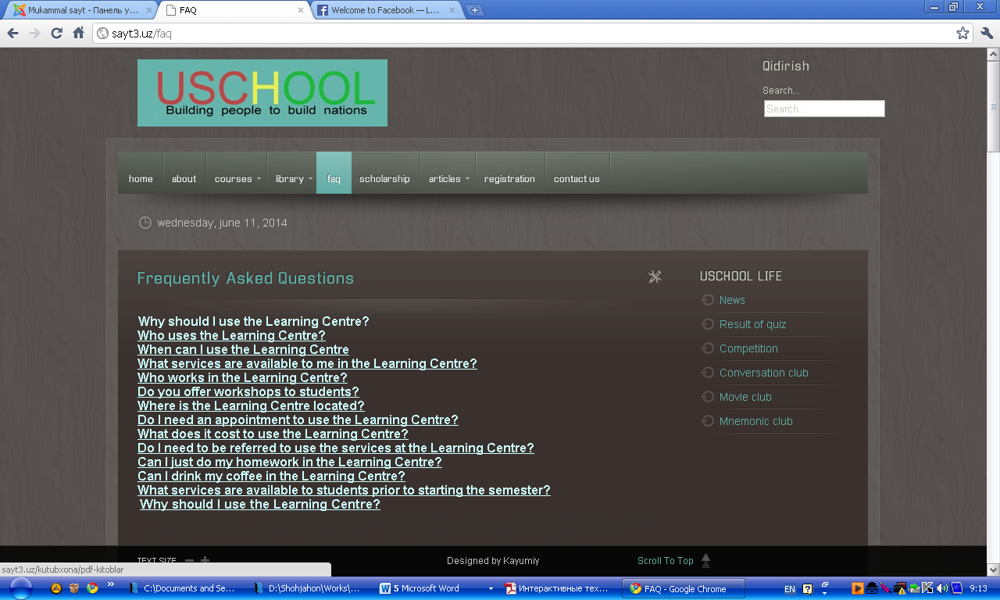 Mukammal sayt - Панель у...
FAQ
Welcome to Facebook — L...
sayt3.uz/faq
USCHOOL
Building people to build nations
Qidirish
Search...
Search...
home about courses library faq scholarship articles registration contact us
wednesday, june 11, 2014
Frequently Asked Questions
Why should I use the Learning Centre?
Who uses the Learning Centre?
When can I use the Learning Centre
What services are available to me in the Learning Centre?
Who works in the Learning Centre?
Do you offer workshops to students?
Where is the Learning Centre located?
Do I need an appointment to use the Learning Centre?
What does it cost to use the Learning Centre?
Do I need to be referred to use the services at the Learning Centre?
Can I just do my homework in the Learning Centre?
Can I drink my coffee in the Learning Centre?
What services are available to students prior to starting the semester?
Why should I use the Learning Centre?
USCHOOL LIFE
News
Result of quiz
Competition
Conversation club
Movie club
Mnemonic club
TEXT SIZE
Designed by Kayumiy
Scroll To Top
sayt3.uz/kutubxona/pdf-kitoblar
C:\Documents and Se...
D:\Shohjahon\Works\...
5 Microsoft Word
Интерактивные тех...
FAQ - Google Chrome
EN
9:13